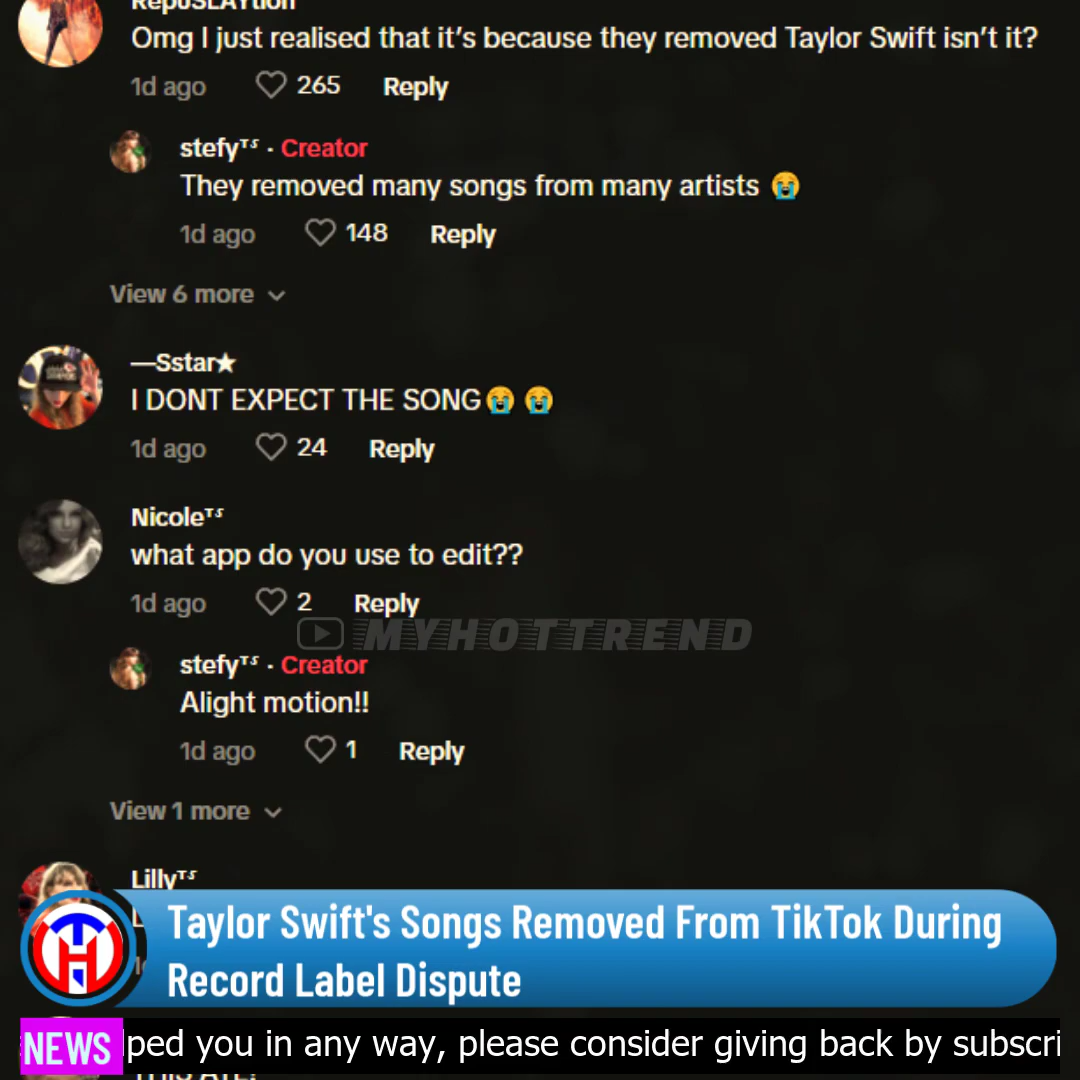 RepuSLAYtion
Omg I just realised that it’s because they removed Taylor Swift isn’t it?
1d ago 265 Reply
stefyᵀˢ · Creator
They removed many songs from many artists 😭
1d ago 148 Reply
View 6 more
—Sstar★
I DONT EXPECT THE SONG😭 😭
1d ago 24 Reply
Nicoleᵀˢ
what app do you use to edit??
1d ago 2 Reply
MYHOTTREND
stefyᵀˢ · Creator
Alight motion!!
1d ago 1 Reply
View 1 more
Lillyᵀˢ
Taylor Swift's Songs Removed From TikTok During
Record Label Dispute
NEWS lped you in any way, please consider giving back by subscri
THIS ATE!